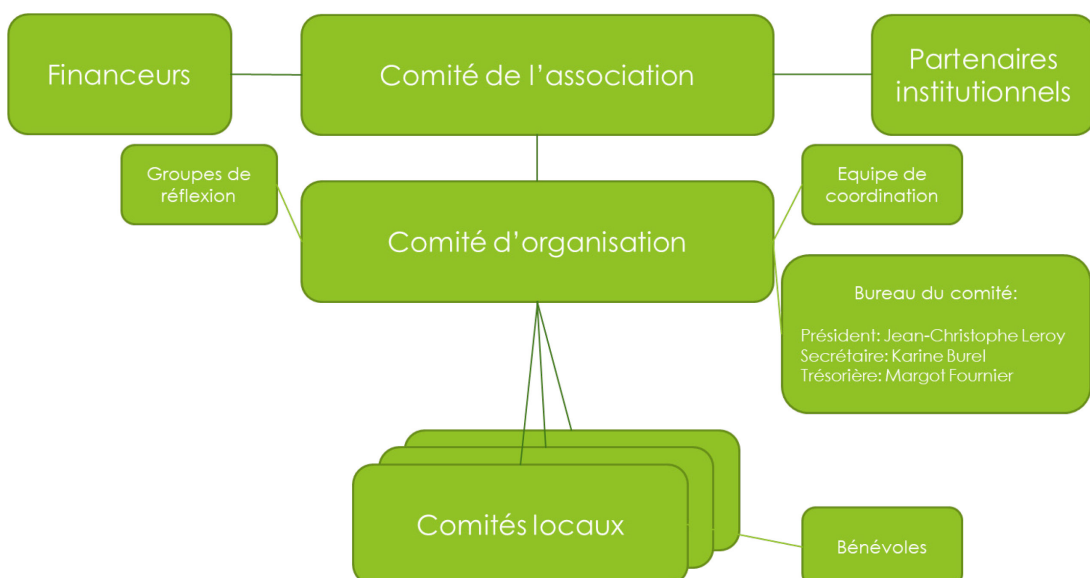 Financeurs
Comité de l’association
Partenaires
institutionnels
Groupes de
réflexion
Equipe de
coordination
Comité d’organisation
Bureau du comité:
Président: Jean-Christophe Leroy
Secrétaire: Karine Burel
Trésorière: Margot Fournier
Comités locaux
Bénévoles